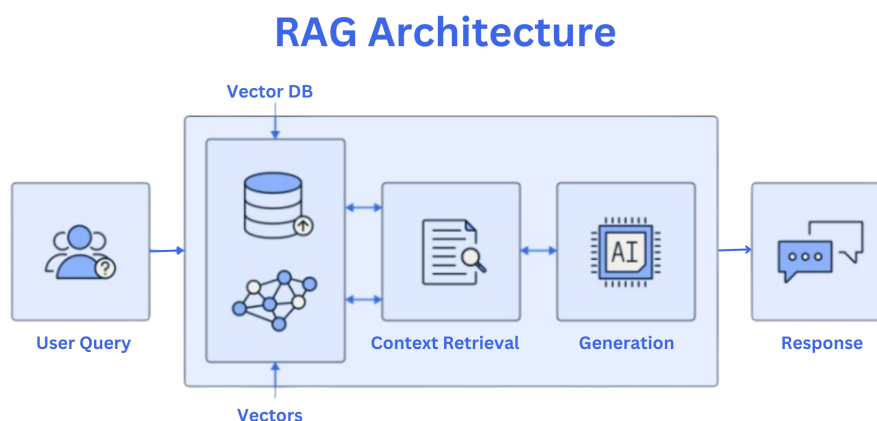 RAG Architecture
Vector DB
?
AI
User Query
Context Retrieval
Generation
Response
Vectors